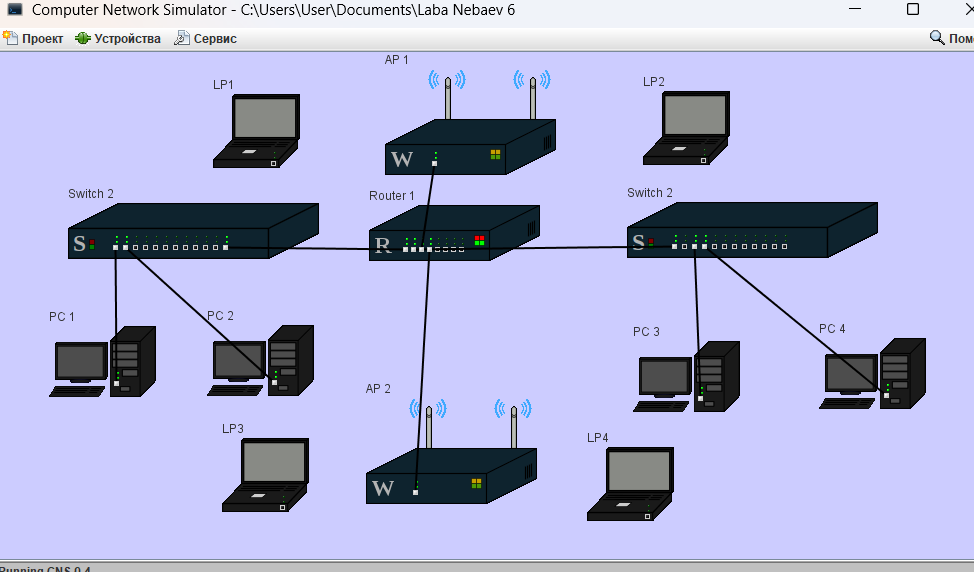 Computer Network Simulator - C:\Users\User\Documents\Laba Nebaev 6
Проект Устройства Сервис
AP 1
LP1
LP2
W
Switch 2
Router 1
Switch 2
S
R
S
PC 1
PC 2
PC 3
PC 4
AP 2
LP3
LP4
W
Running CNS 0.4